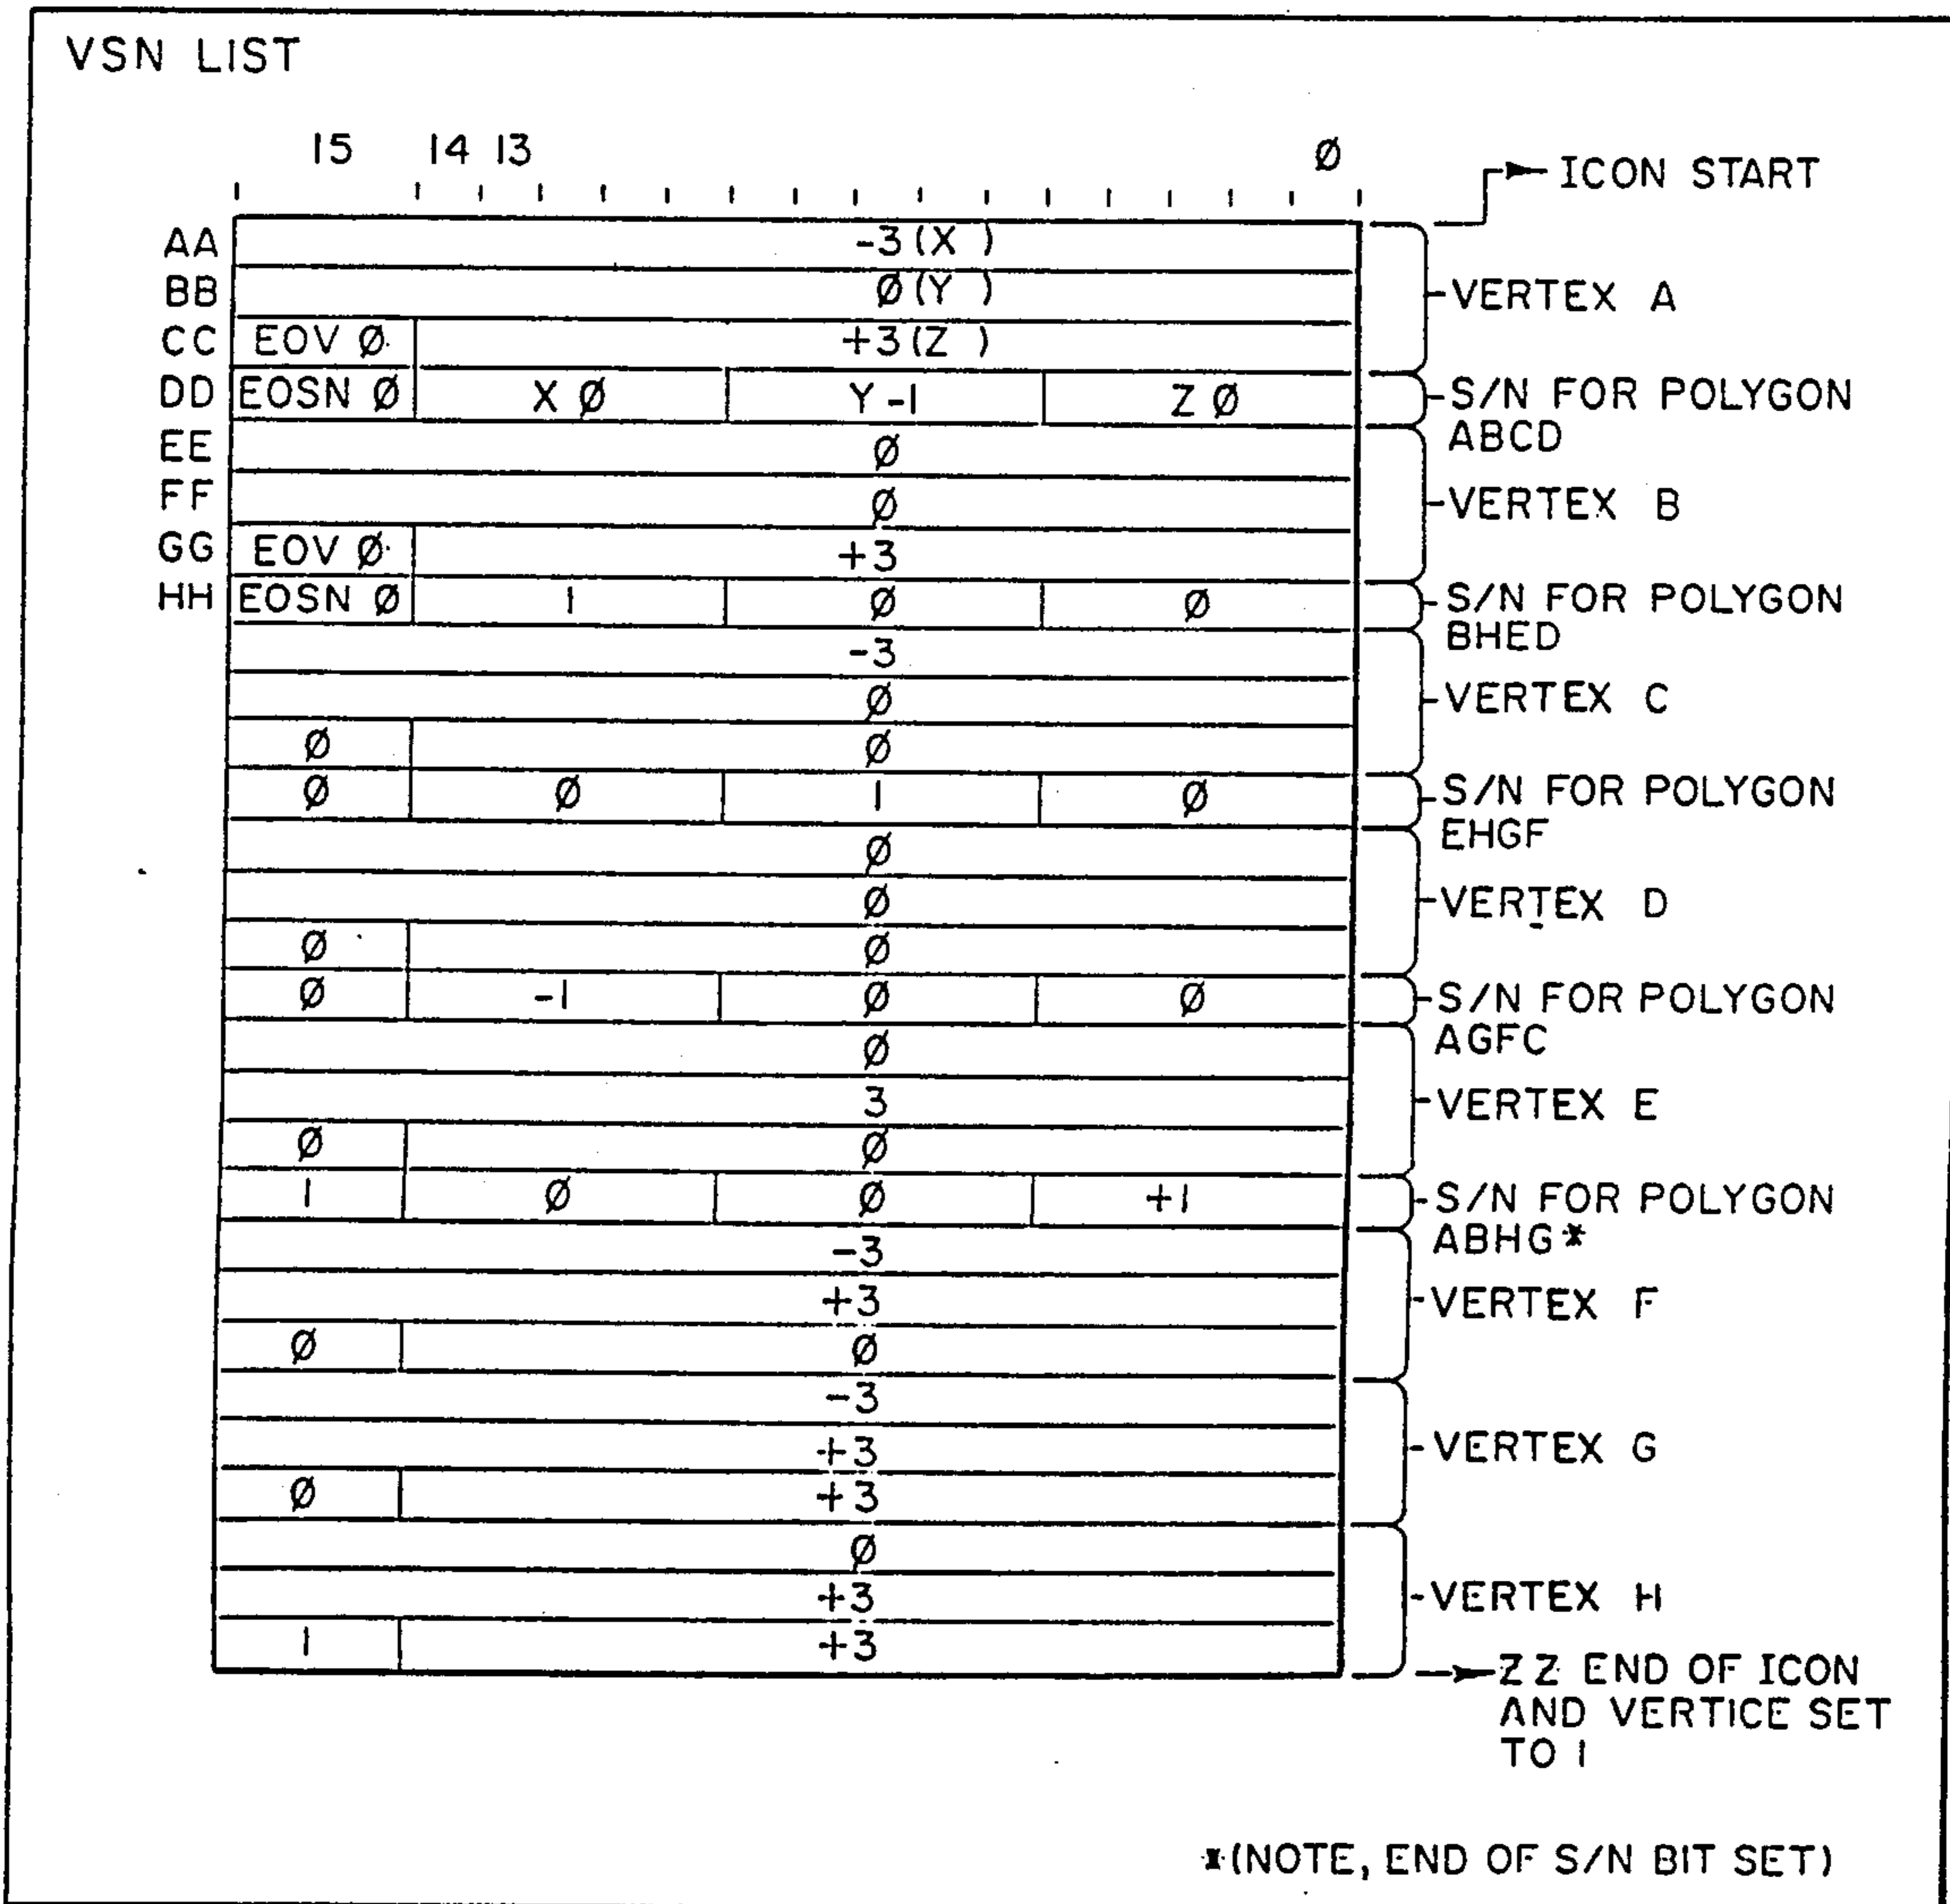 VSN LIST
15 14 13 Ø
ICON START
AA -3 (X )
BB Ø (Y )
VERTEX A
CC EOV Ø +3 (Z )
DD EOSN Ø X Ø Y -1 Z Ø
S/N FOR POLYGON
ABCD
EE Ø
FF Ø
VERTEX B
GG EOV Ø +3
HH EOSN Ø 1 Ø Ø
S/N FOR POLYGON
BHED
-3
Ø
VERTEX C
Ø Ø
Ø Ø 1 Ø
S/N FOR POLYGON
EHGF
Ø
Ø
VERTEX D
Ø Ø
Ø -1 Ø Ø
S/N FOR POLYGON
AGFC
Ø
3
VERTEX E
Ø Ø
1 Ø Ø +1
S/N FOR POLYGON
ABHG*
-3
+3
VERTEX F
Ø Ø
-3
+3
VERTEX G
Ø +3
Ø
+3
VERTEX H
1 +3
ZZ END OF ICON
AND VERTICE SET
TO 1
*(NOTE, END OF S/N BIT SET)